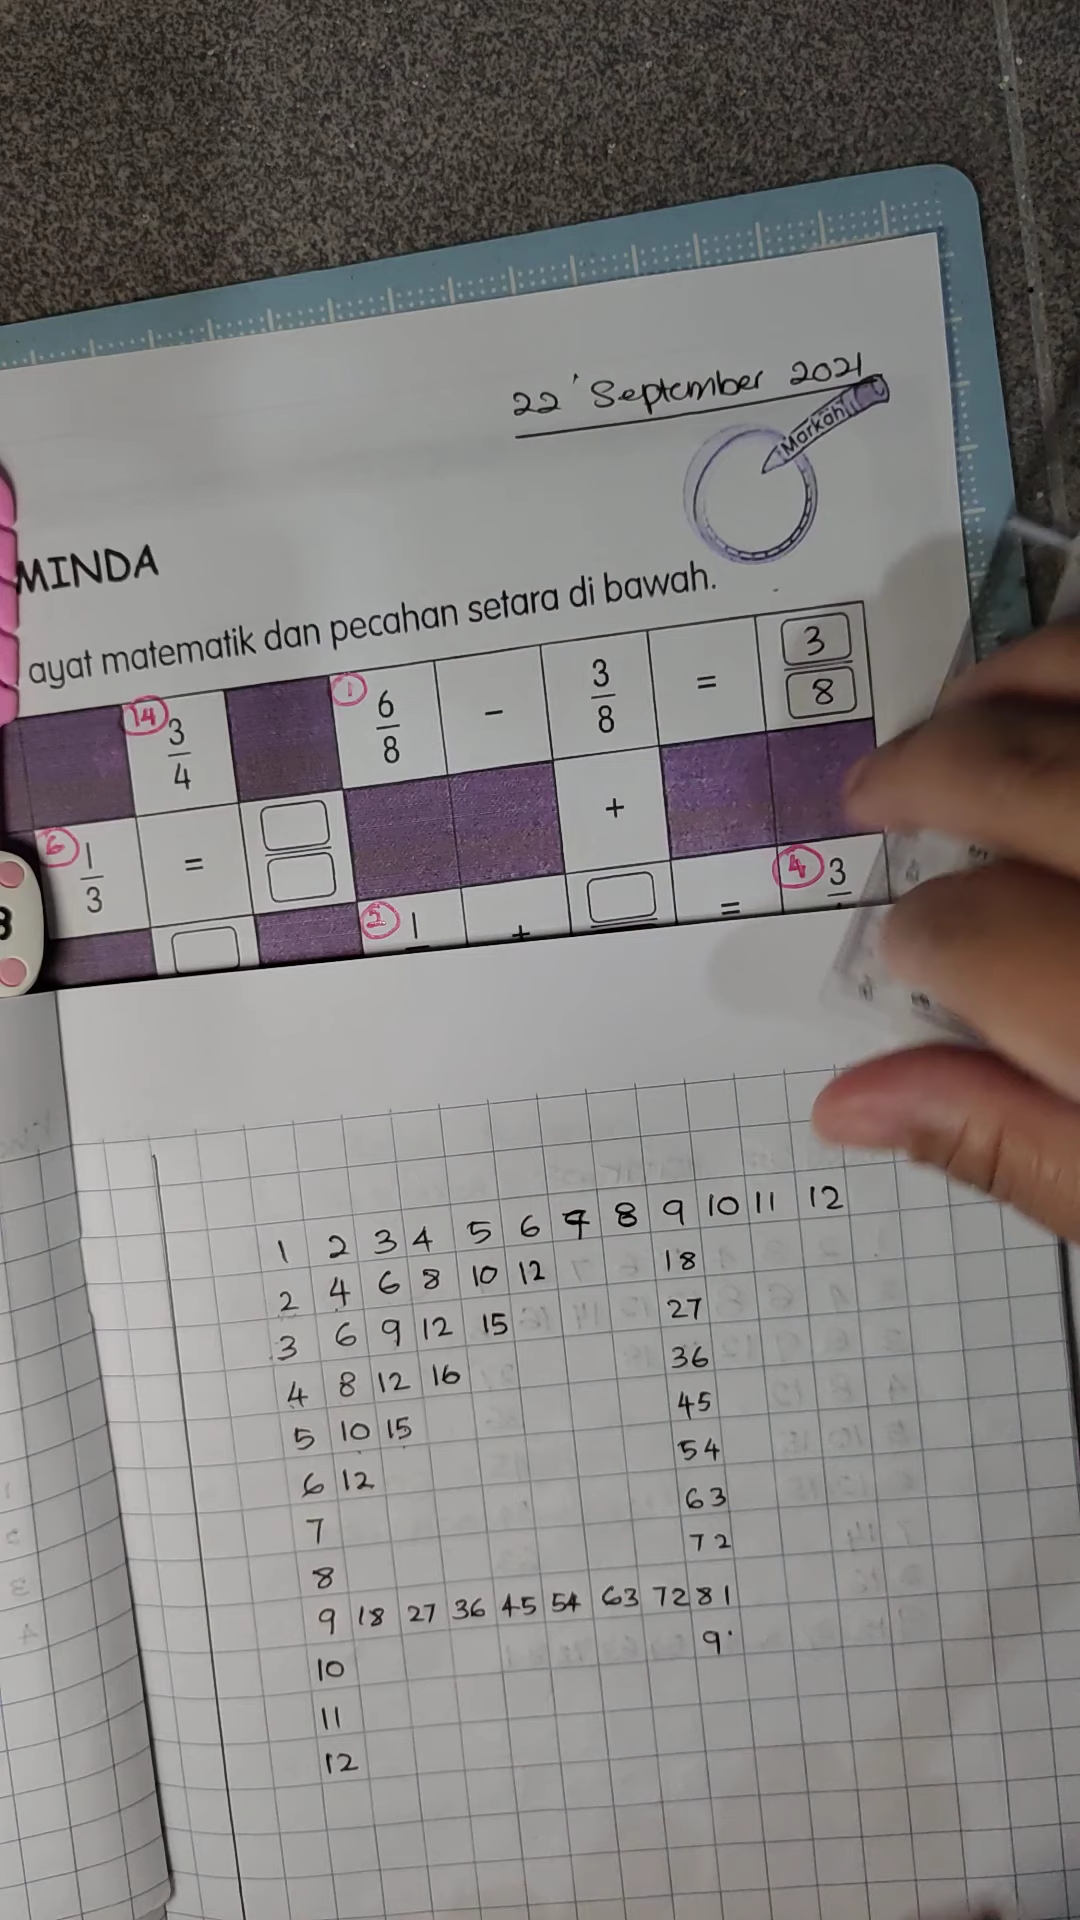 22 September 2021
Markah
MINDA
ayat matematik dan pecahan setara di bawah.
14 3/4 1 6/8 - 3/8 = 3/8
6 1/3 = +
2 1 + = 4 3
1 2 3 4 5 6 7 8 9 10 11 12
2 4 6 8 10 12 18
3 6 9 12 15 27
4 8 12 16 36
5 10 15 45
6 12 54
7 63
8 72
9 18 27 36 45 54 63 72 81
10 9
11
12